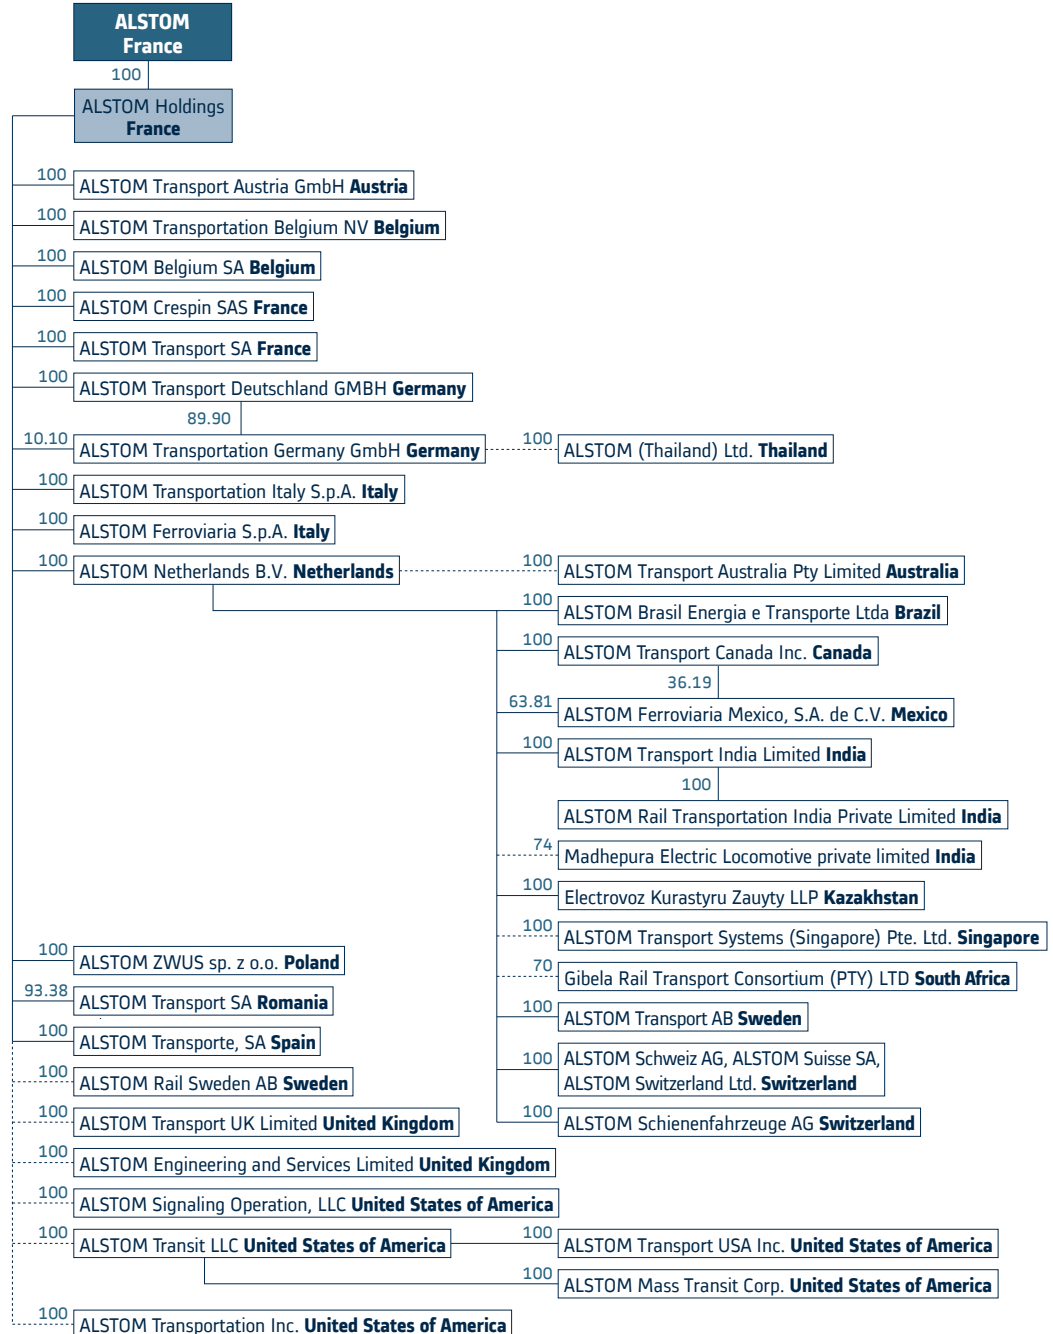 ALSTOM
France
100
ALSTOM Holdings
France
100
ALSTOM Transport Austria GmbH Austria
100
ALSTOM Transportation Belgium NV Belgium
100
ALSTOM Belgium SA Belgium
100
ALSTOM Crespin SAS France
100
ALSTOM Transport SA France
100
ALSTOM Transport Deutschland GMBH Germany
89.90
10.10
ALSTOM Transportation Germany GmbH Germany
100
ALSTOM (Thailand) Ltd. Thailand
100
ALSTOM Transportation Italy S.p.A. Italy
100
ALSTOM Ferroviaria S.p.A. Italy
100
ALSTOM Netherlands B.V. Netherlands
100
ALSTOM Transport Australia Pty Limited Australia
100
ALSTOM Brasil Energia e Transporte Ltda Brazil
100
ALSTOM Transport Canada Inc. Canada
36.19
63.81
ALSTOM Ferroviaria Mexico, S.A. de C.V. Mexico
100
ALSTOM Transport India Limited India
100
ALSTOM Rail Transportation India Private Limited India
74
Madhepura Electric Locomotive private limited India
100
Electrovoz Kurastyru Zauyty LLP Kazakhstan
100
ALSTOM Transport Systems (Singapore) Pte. Ltd. Singapore
70
Gibela Rail Transport Consortium (PTY) LTD South Africa
100
ALSTOM Transport AB Sweden
100
ALSTOM Schweiz AG, ALSTOM Suisse SA,
ALSTOM Switzerland Ltd. Switzerland
100
ALSTOM Schienenfahrzeuge AG Switzerland
100
ALSTOM ZWUS sp. z o.o. Poland
93.38
ALSTOM Transport SA Romania
100
ALSTOM Transporte, SA Spain
100
ALSTOM Rail Sweden AB Sweden
100
ALSTOM Transport UK Limited United Kingdom
100
ALSTOM Engineering and Services Limited United Kingdom
100
ALSTOM Signaling Operation, LLC United States of America
100
ALSTOM Transit LLC United States of America
100
ALSTOM Transport USA Inc. United States of America
100
ALSTOM Mass Transit Corp. United States of America
100
ALSTOM Transportation Inc. United States of America